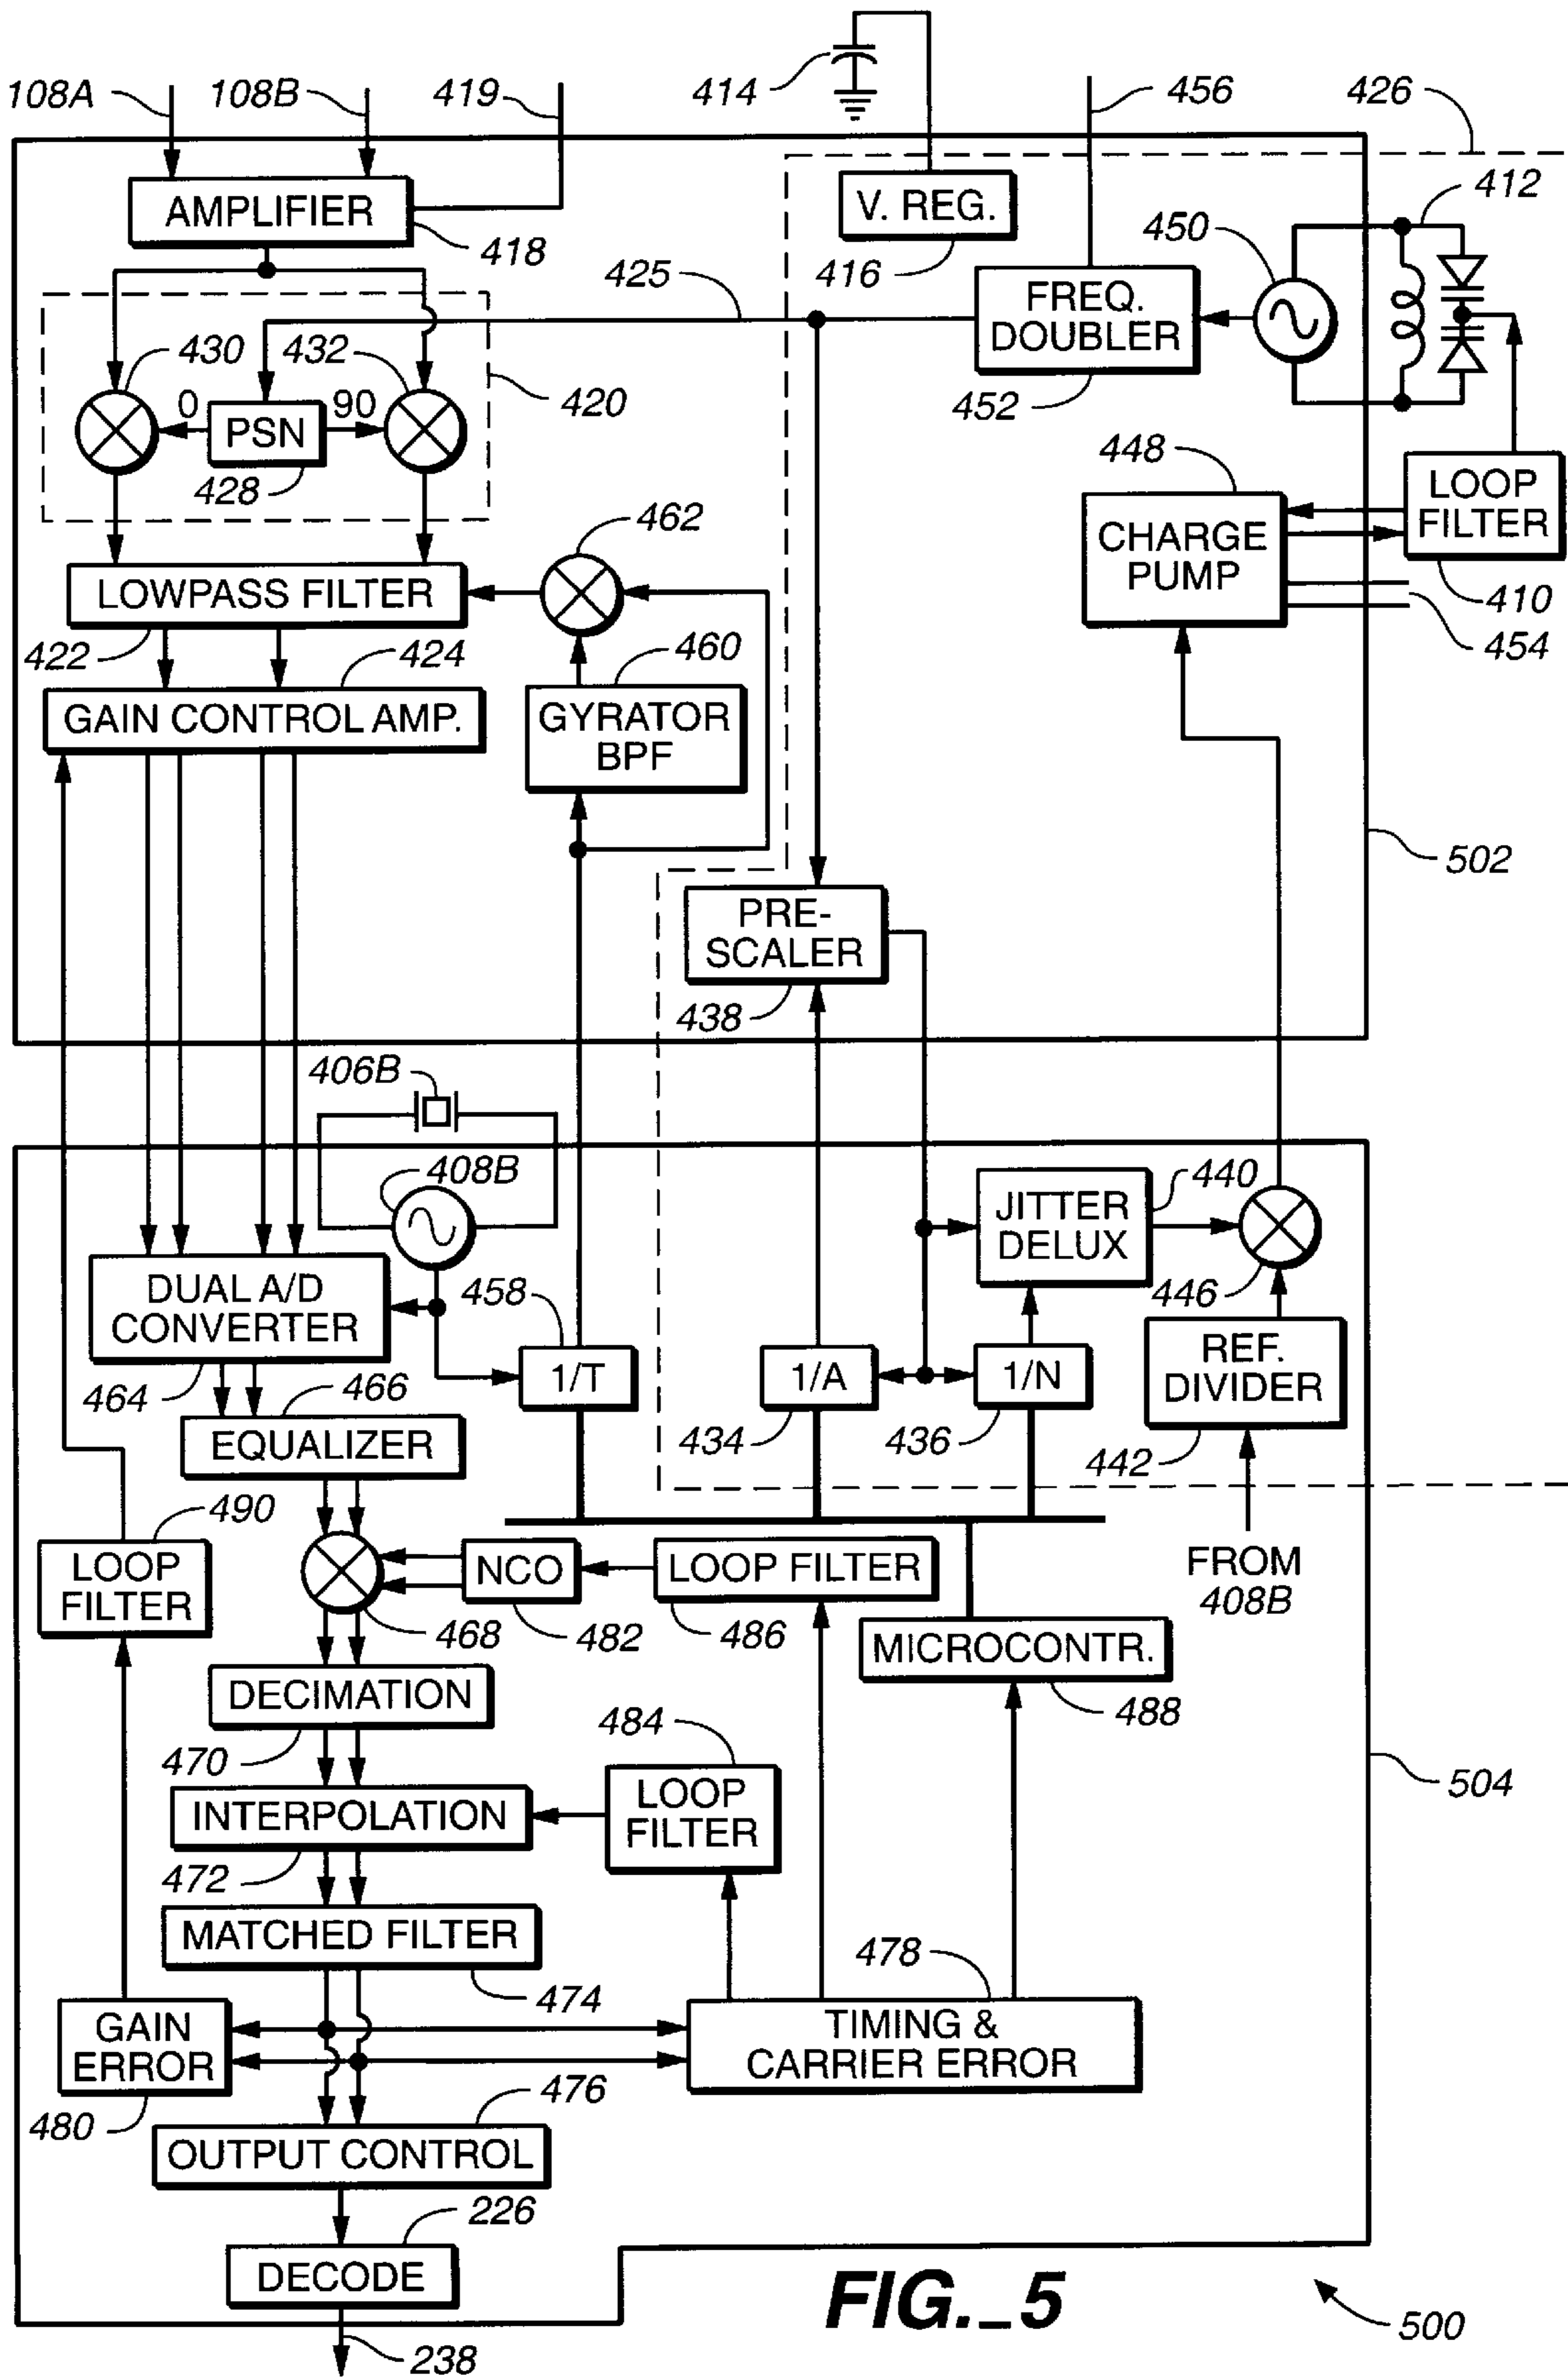 108A
108B
419
414
456
426
AMPLIFIER
418
V. REG.
416
412
450
425
FREQ.
DOUBLER
452
430
432
0
PSN
90
428
420
448
CHARGE
PUMP
LOOP
FILTER
410
454
462
LOWPASS FILTER
422
424
460
GAIN CONTROL AMP.
GYRATOR
BPF
502
PRE-
SCALER
438
406B
408B
JITTER
DELUX
440
446
DUAL A/D
CONVERTER
464
458
1/T
1/A
434
1/N
436
REF.
DIVIDER
442
466
EQUALIZER
490
LOOP
FILTER
468
NCO
482
LOOP FILTER
486
FROM
408B
MICROCONTR.
488
DECIMATION
470
484
LOOP
FILTER
INTERPOLATION
472
504
MATCHED FILTER
474
478
GAIN
ERROR
480
TIMING &
CARRIER ERROR
476
OUTPUT CONTROL
226
DECODE
238
FIG._5
500